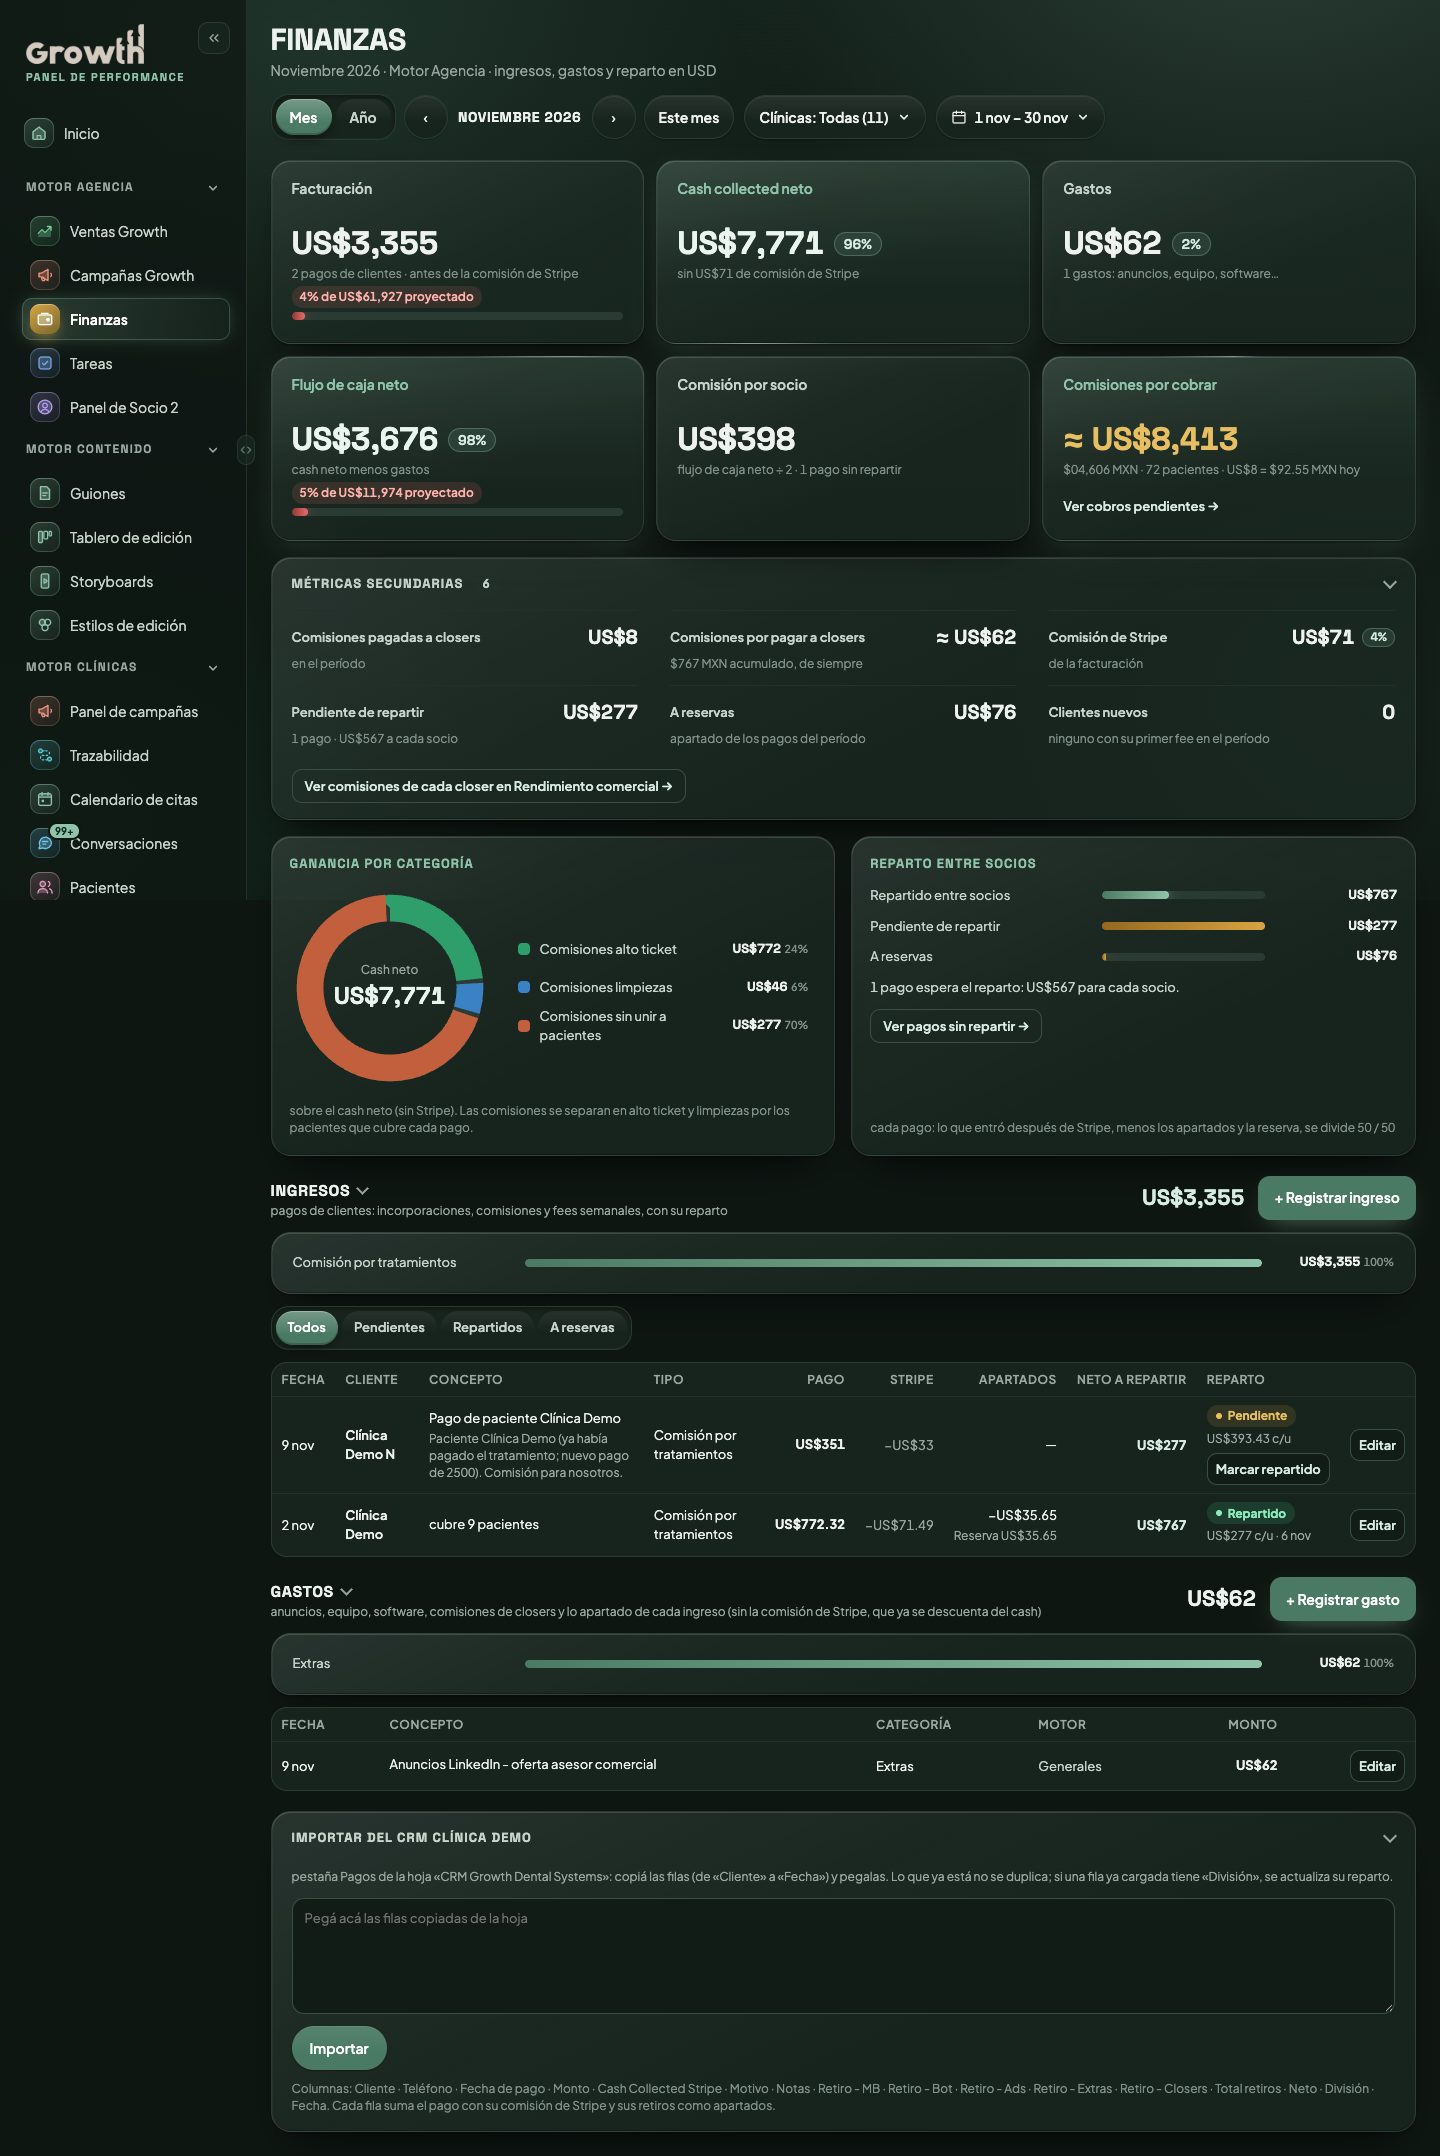 Growth
PANEL DE PERFORMANCE
«
Inicio
MOTOR AGENCIA
Ventas Growth
Campañas Growth
Finanzas
Tareas
Panel de Socio 2
MOTOR CONTENIDO
Guiones
Tablero de edición
Storyboards
Estilos de edición
MOTOR CLÍNICAS
Panel de campañas
Trazabilidad
Calendario de citas
99+
Conversaciones
Pacientes
FINANZAS
Noviembre 2026 · Motor Agencia · ingresos, gastos y reparto en USD
Mes Año ‹ NOVIEMBRE 2026 › Este mes Clínicas: Todas (11) 1 nov – 30 nov
Facturación
US$3,355
2 pagos de clientes · antes de la comisión de Stripe
4% de US$61,927 proyectado
Cash collected neto
US$7,771 96%
sin US$71 de comisión de Stripe
Gastos
US$62 2%
1 gastos: anuncios, equipo, software…
Flujo de caja neto
US$3,676 98%
cash neto menos gastos
5% de US$11,974 proyectado
Comisión por socio
US$398
flujo de caja neto ÷ 2 · 1 pago sin repartir
Comisiones por cobrar
≈ US$8,413
$04,606 MXN · 72 pacientes · US$8 = $92.55 MXN hoy
Ver cobros pendientes →
MÉTRICAS SECUNDARIAS 6
Comisiones pagadas a closers US$8
en el período
Comisiones por pagar a closers ≈ US$62
$767 MXN acumulado, de siempre
Comisión de Stripe US$71 4%
de la facturación
Pendiente de repartir US$277
1 pago · US$567 a cada socio
A reservas US$76
apartado de los pagos del período
Clientes nuevos 0
ninguno con su primer fee en el período
Ver comisiones de cada closer en Rendimiento comercial →
GANANCIA POR CATEGORÍA
Cash neto
US$7,771
Comisiones alto ticket US$772 24%
Comisiones limpiezas US$46 6%
Comisiones sin unir a
pacientes US$277 70%
sobre el cash neto (sin Stripe). Las comisiones se separan en alto ticket y limpiezas por los
pacientes que cubre cada pago.
REPARTO ENTRE SOCIOS
Repartido entre socios US$767
Pendiente de repartir US$277
A reservas US$76
1 pago espera el reparto: US$567 para cada socio.
Ver pagos sin repartir →
cada pago: lo que entró después de Stripe, menos los apartados y la reserva, se divide 50 / 50
INGRESOS
pagos de clientes: incorporaciones, comisiones y fees semanales, con su reparto
US$3,355 + Registrar ingreso
Comisión por tratamientos US$3,355 100%
Todos Pendientes Repartidos A reservas
FECHA CLIENTE CONCEPTO TIPO PAGO STRIPE APARTADOS NETO A REPARTIR REPARTO
9 nov
Clínica
Demo N
Pago de paciente Clínica Demo
Paciente Clínica Demo (ya había
pagado el tratamiento; nuevo pago
de 2500). Comisión para nosotros.
Comisión por
tratamientos
US$351 –US$33 — US$277
Pendiente
US$393.43 c/u
Marcar repartido
Editar
2 nov
Clínica
Demo
cubre 9 pacientes
Comisión por
tratamientos
US$772.32 –US$71.49
–US$35.65
Reserva US$35.65
US$767
Repartido
US$277 c/u · 6 nov
Editar
GASTOS
anuncios, equipo, software, comisiones de closers y lo apartado de cada ingreso (sin la comisión de Stripe, que ya se descuenta del cash)
US$62 + Registrar gasto
Extras US$62 100%
FECHA CONCEPTO CATEGORÍA MOTOR MONTO
9 nov Anuncios LinkedIn - oferta asesor comercial Extras Generales US$62 Editar
IMPORTAR DEL CRM CLÍNICA DEMO
pestaña Pagos de la hoja «CRM Growth Dental Systems»: copiá las filas (de «Cliente» a «Fecha») y pegalas. Lo que ya está no se duplica; si una fila ya cargada tiene «División», se actualiza su reparto.
Pegá acá las filas copiadas de la hoja
Importar
Columnas: Cliente · Teléfono · Fecha de pago · Monto · Cash Collected Stripe · Motivo · Notas · Retiro - MB · Retiro - Bot · Retiro - Ads · Retiro - Extras · Retiro - Closers · Total retiros · Neto · División ·
Fecha. Cada fila suma el pago con su comisión de Stripe y sus retiros como apartados.